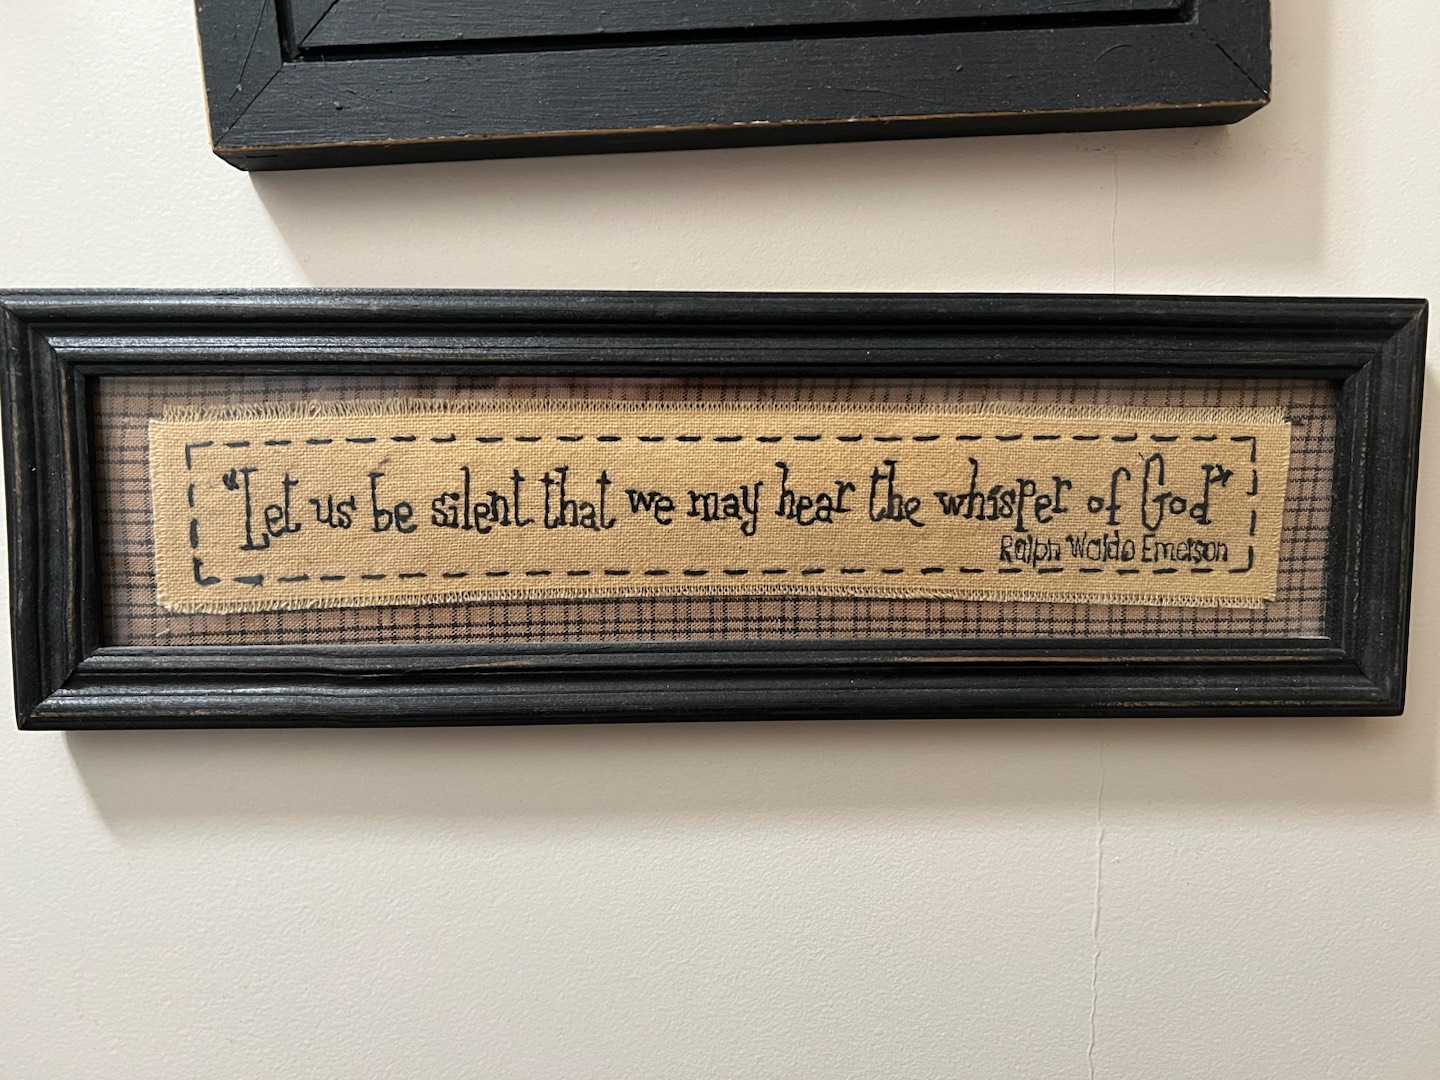 "Let us be silent that we may hear the whisper of God"
Ralph Waldo Emerson